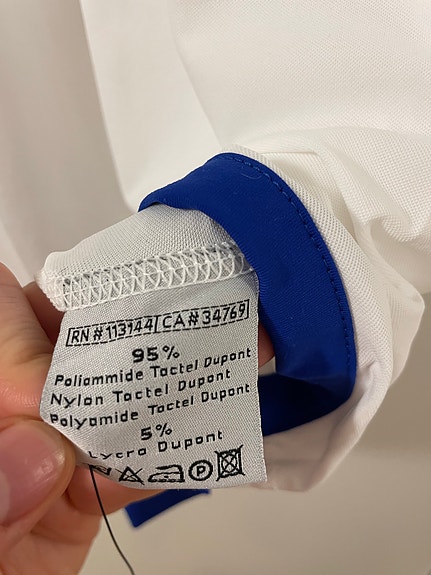 RN # 113144 CA # 34769
95%
Poliammide Tactel Dupont
Nylon Tactel Dupont
Polyamide Tactel Dupont
5%
Lycra Dupont
P